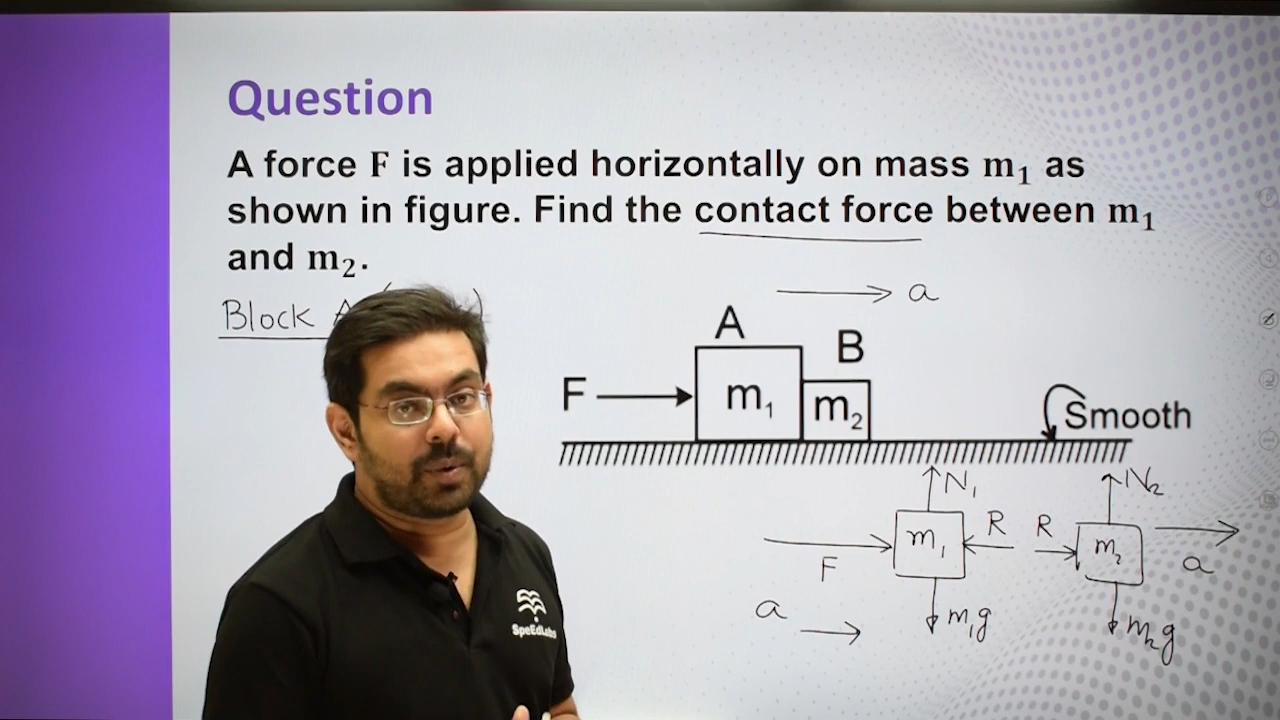 Question
A force F is applied horizontally on mass m₁ as
shown in figure. Find the contact force between m₁
and m₂.
Block A
→ a
A
B
F
m₁
m₂
Smooth
N₁
N₂
m₁
R
R
m₂
F
a
a
m₁g
m₂g
SpeEdLabs